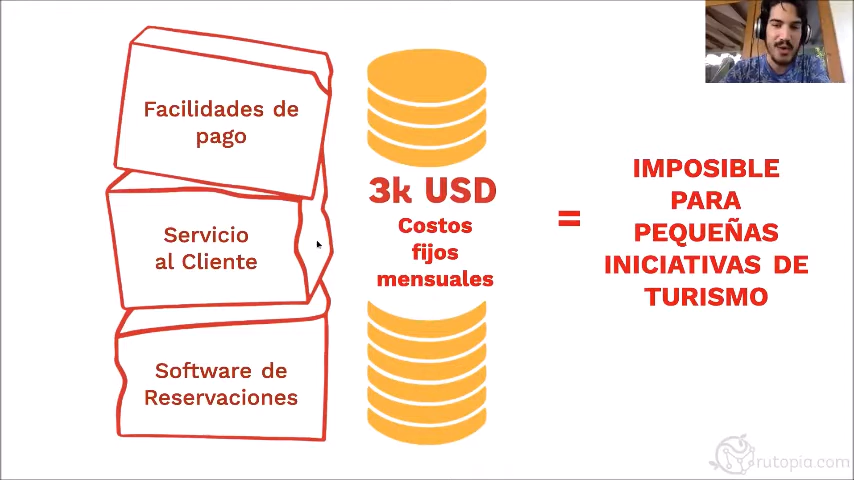 Facilidades de
pago
Servicio
al Cliente
Software de
Reservaciones
3k USD
Costos
fijos
mensuales
=
IMPOSIBLE
PARA
PEQUEÑAS
INICIATIVAS DE
TURISMO
rutopia.com